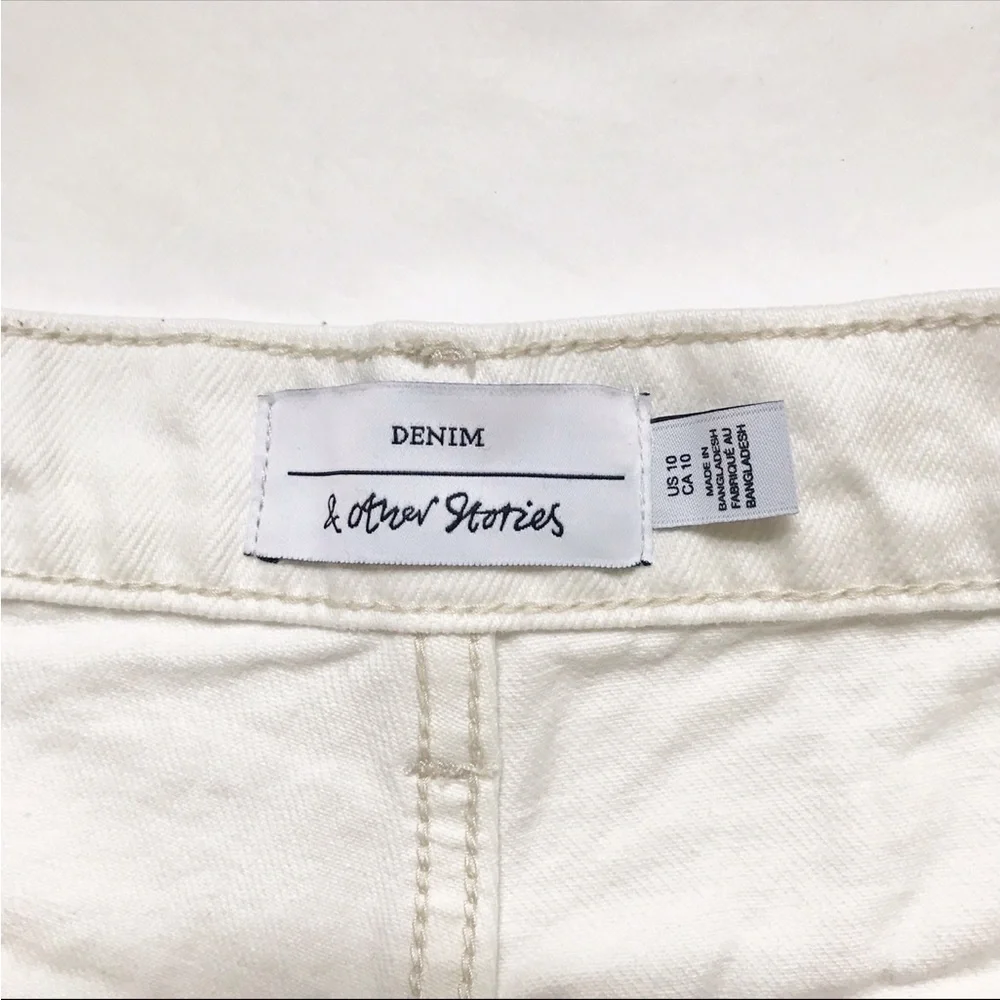 DENIM
& other Stories
US 10
CA 10
MADE IN
BANGLADESH
FABRIQUÉ AU
BANGLADESH